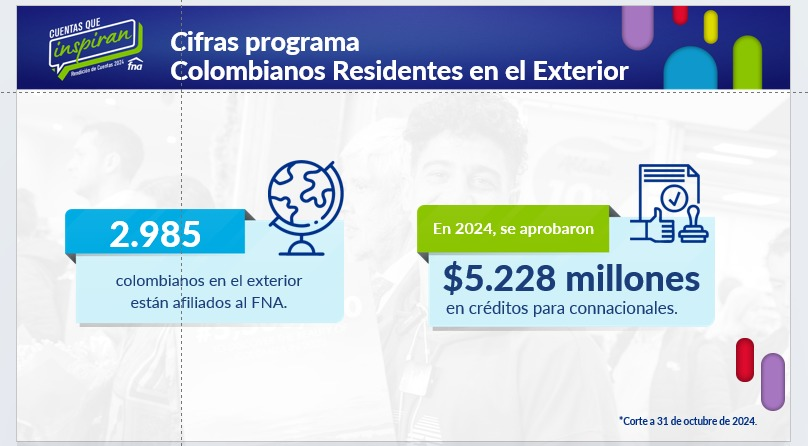 CUENTAS QUE
inspiran
Rendición de Cuentas 2024
fna
Cifras programa
Colombianos Residentes en el Exterior
2.985
colombianos en el exterior
están afiliados al FNA.
En 2024, se aprobaron
$5.228 millones
en créditos para connacionales.
*Corte a 31 de octubre de 2024.